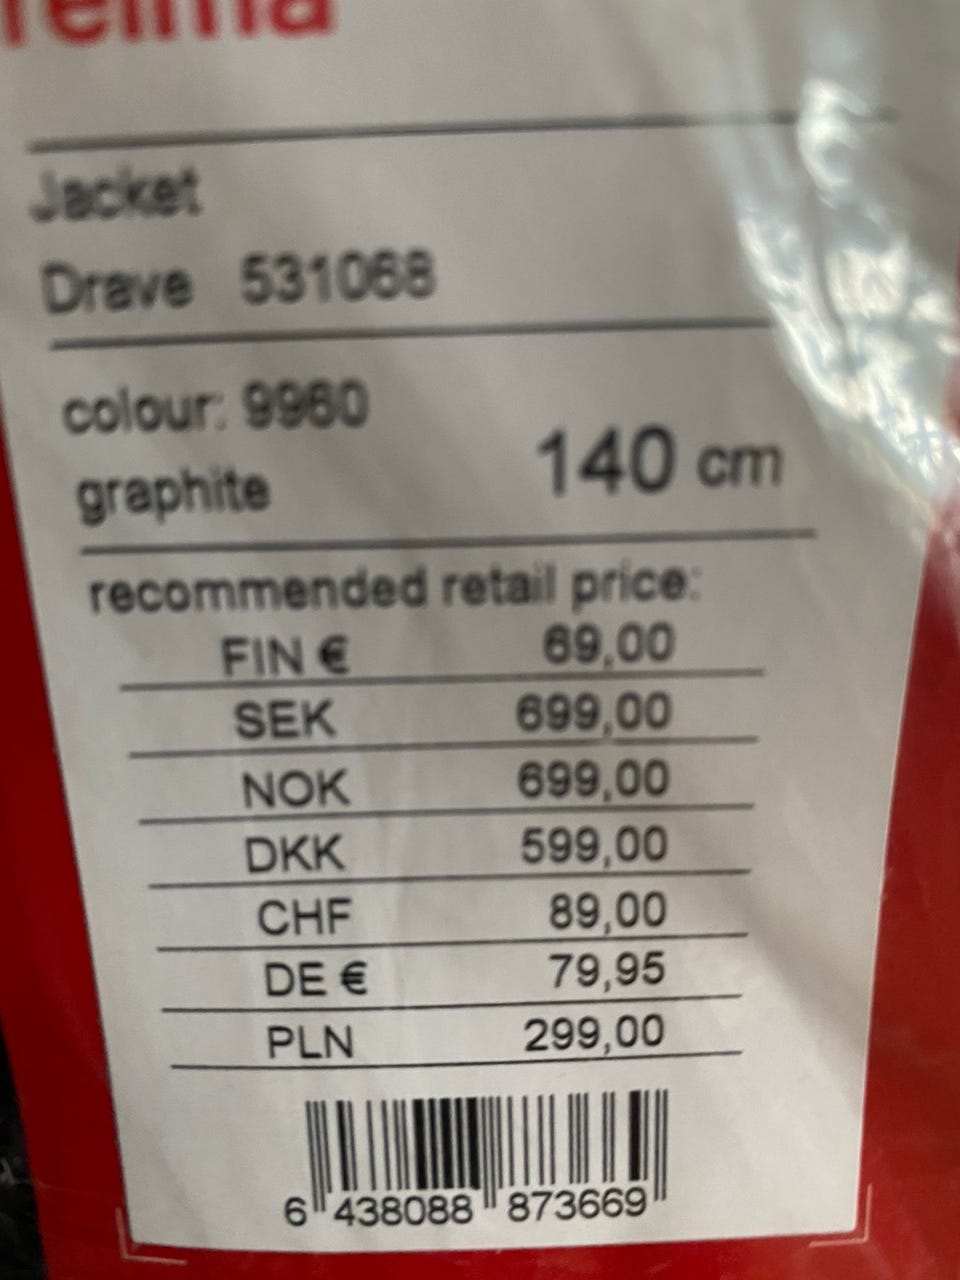 reima
Jacket
Drave 531068
colour: 9960
graphite
140 cm
recommended retail price:
FIN € 69,00
SEK 699,00
NOK 699,00
DKK 599,00
CHF 89,00
DE € 79,95
PLN 299,00
6 438088 873669